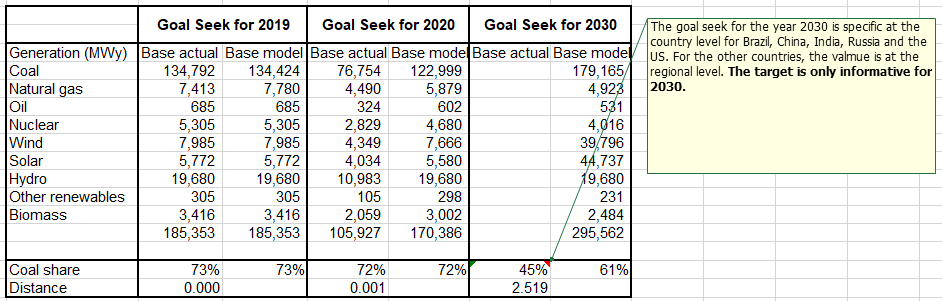 Goal Seek for 2019 Goal Seek for 2020 Goal Seek for 2030
Generation (MWy) Base actual Base model Base actual Base model Base actual Base model
Coal 134,792 134,424 76,754 122,999 179,165
Natural gas 7,413 7,780 4,490 5,879 4,923
Oil 685 685 324 602 531
Nuclear 5,305 5,305 2,829 4,680 4,016
Wind 7,985 7,985 4,349 7,666 39,796
Solar 5,772 5,772 4,034 5,580 44,737
Hydro 19,680 19,680 10,983 19,680 19,680
Other renewables 305 305 105 298 231
Biomass 3,416 3,416 2,059 3,002 2,484
185,353 185,353 105,927 170,386 295,562
Coal share 73% 73% 72% 72% 45% 61%
Distance 0.000 0.001 2.519
The goal seek for the year 2030 is specific at the
country level for Brazil, China, India, Russia and the
US. For the other countries, the valmue is at the
regional level. The target is only informative for
2030.